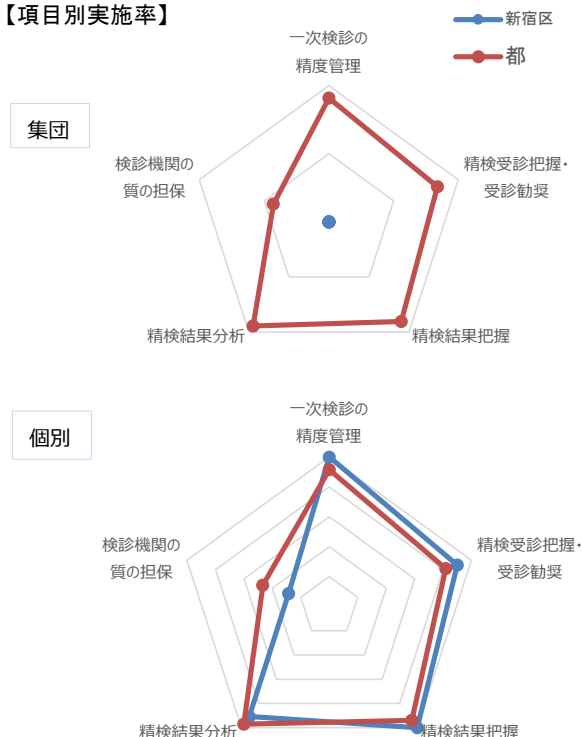 【項目別実施率】
新宿区
都
集団
一次検診の
精度管理
精検受診把握・
受診勧奨
精検結果把握
精検結果分析
検診機関の
質の担保
個別
一次検診の
精度管理
精検受診把握・
受診勧奨
精検結果把握
精検結果分析
検診機関の
質の担保